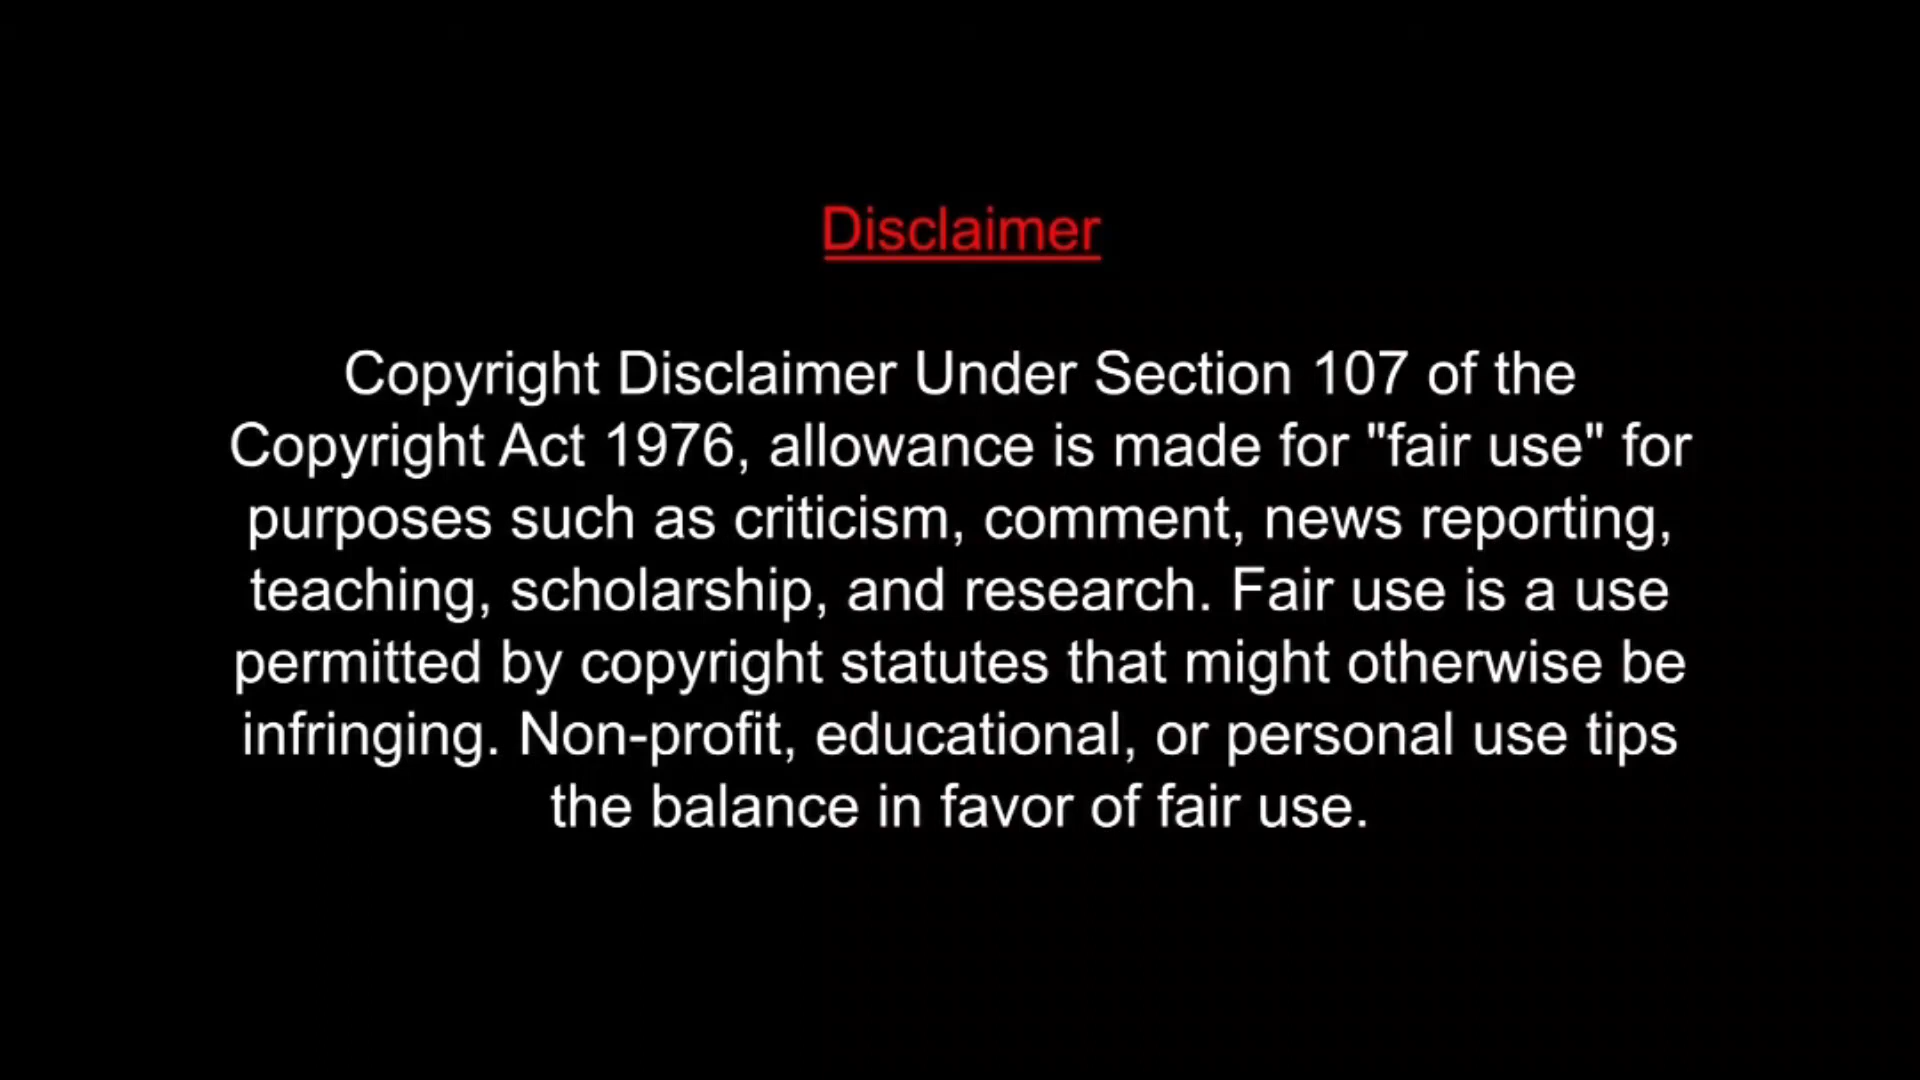 Disclaimer
Copyright Disclaimer Under Section 107 of the
Copyright Act 1976, allowance is made for "fair use" for
purposes such as criticism, comment, news reporting,
teaching, scholarship, and research. Fair use is a use
permitted by copyright statutes that might otherwise be
infringing. Non-profit, educational, or personal use tips
the balance in favor of fair use.